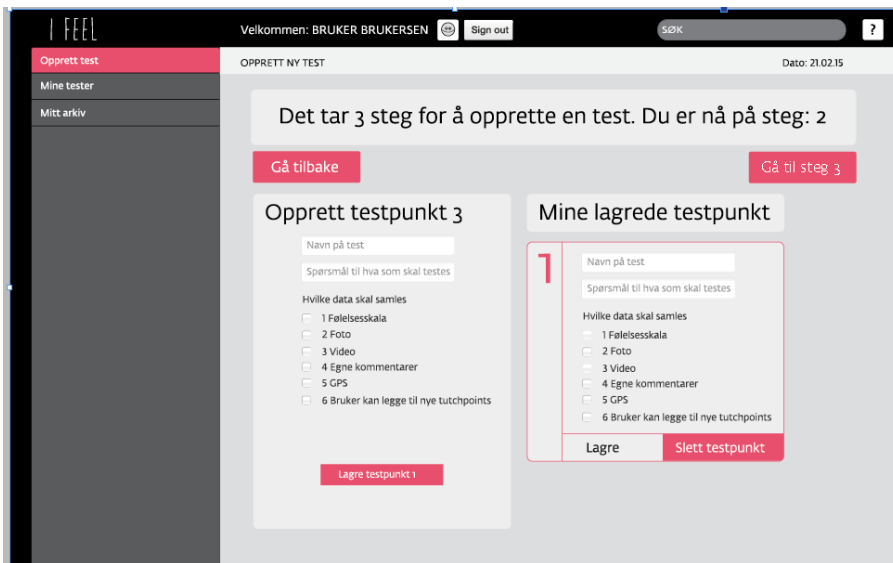 I FEEL
Velkommen: BRUKER BRUKERSEN
Sign out
SØK
?
Opprett test
Mine tester
Mitt arkiv
OPPRETT NY TEST
Dato: 21.02.15
Det tar 3 steg for å opprette en test. Du er nå på steg: 2
Gå tilbake
Gå til steg 3
Opprett testpunkt 3
Navn på test
Spørsmål til hva som skal testes
Hvilke data skal samles
1 Følelsesskala
2 Foto
3 Video
4 Egne kommentarer
5 GPS
6 Bruker kan legge til nye tutchpoints
Lagre testpunkt 1
Mine lagrede testpunkt
1
Navn på test
Spørsmål til hva som skal testes
Hvilke data skal samles
1 Følelsesskala
2 Foto
3 Video
4 Egne kommentarer
5 GPS
6 Bruker kan legge til nye tutchpoints
Lagre
Slett testpunkt